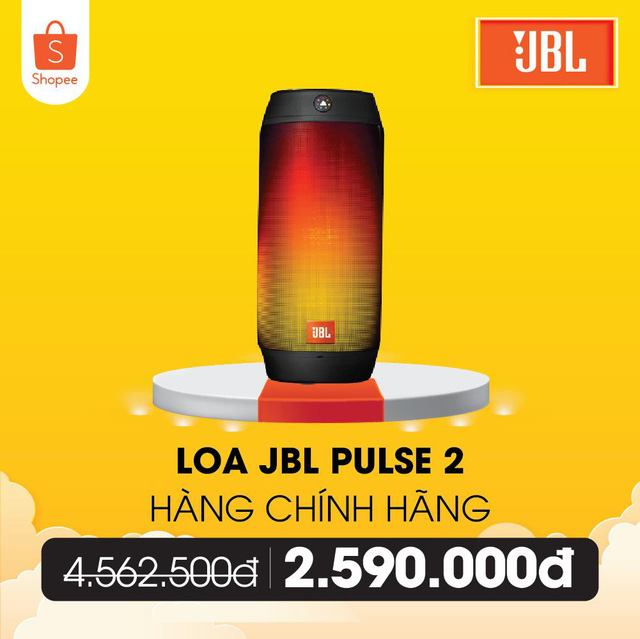 S
Shopee
JBL
JBL
LOA JBL PULSE 2
HÀNG CHÍNH HÃNG
4.562.500đ 2.590.000đ